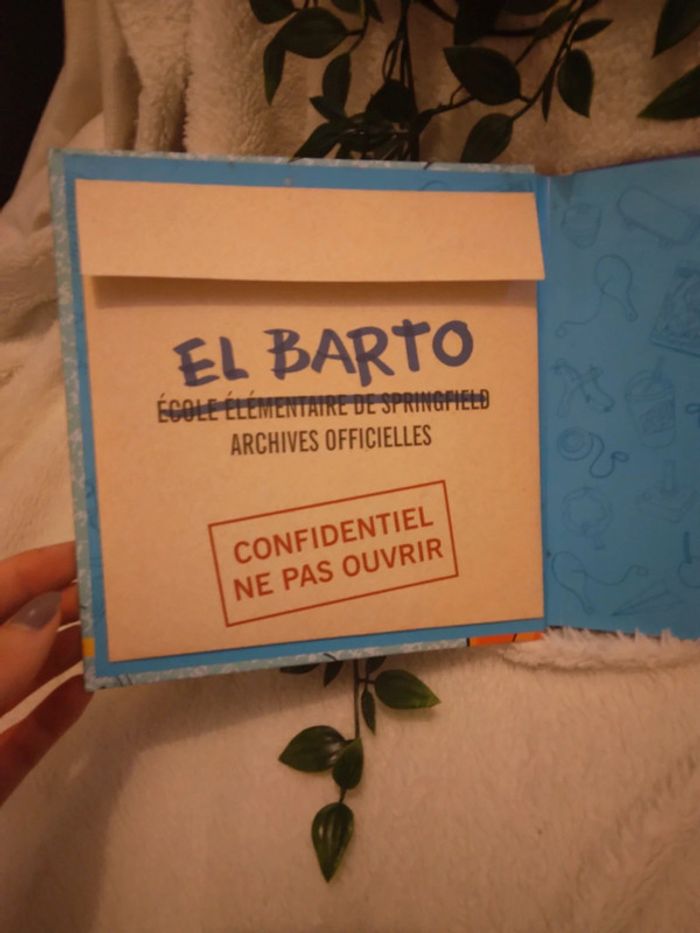 EL BARTO
ÉCOLE ÉLÉMENTAIRE DE SPRINGFIELD
ARCHIVES OFFICIELLES
CONFIDENTIEL
NE PAS OUVRIR